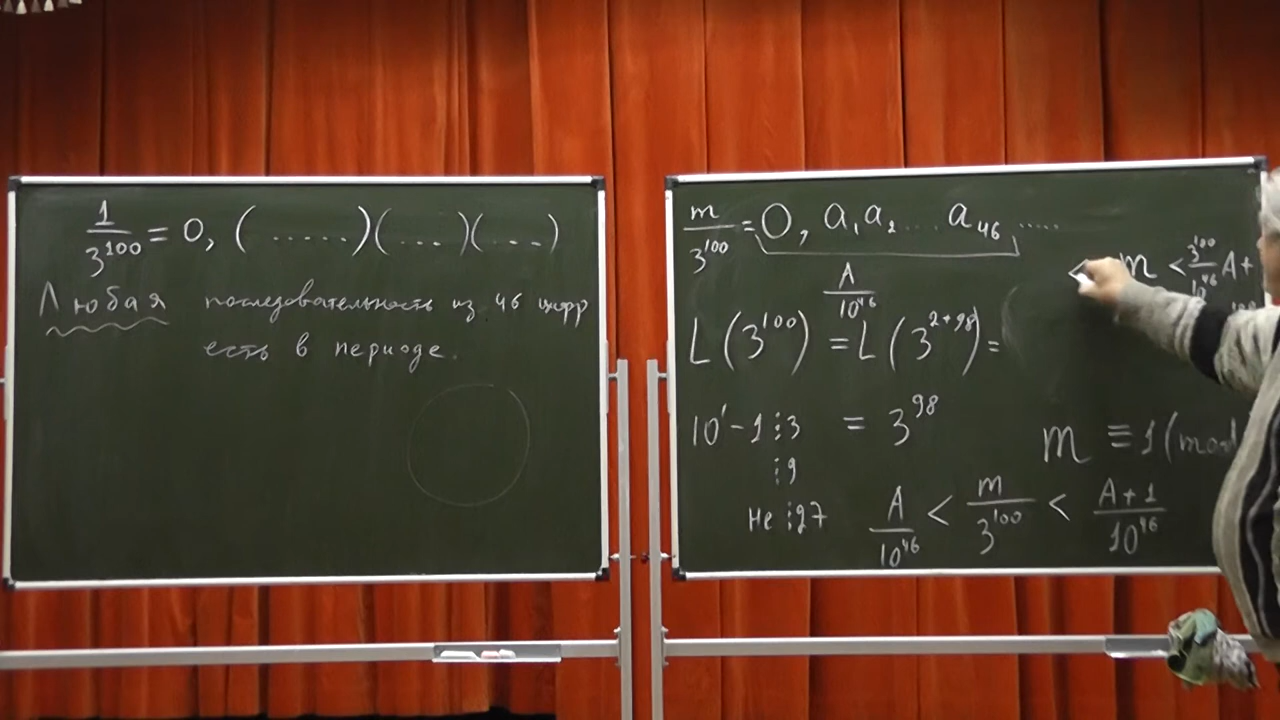 1/3^100 = 0, ( ..... )( ... )( ... )
Любая последовательность из 46 цифр
есть в периоде.
m/3^100 = 0, a₁ a₂ ... a₄₆ .....
A/10^46
< m < 3^100/10^46 A +
L(3^100) = L(3^(2+98)) =
10^1 - 1 ⋮ 3 = 3^98
⋮ 9
m ≡ 1 (mod
Не ⋮ 27
A/10^46 < m/3^100 < A+1/10^46